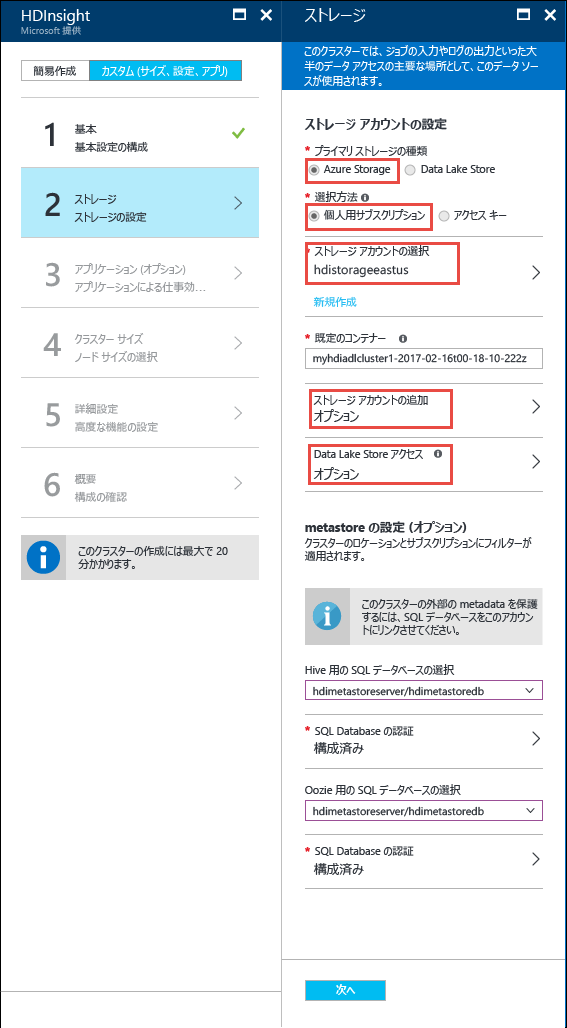 HDInsight
Microsoft 提供
簡易作成
カスタム (サイズ、設定、アプリ)
1
基本
基本設定の構成
2
ストレージ
ストレージの設定
3
アプリケーション (オプション)
アプリケーションによる仕事効...
4
クラスター サイズ
ノード サイズの選択
5
詳細設定
高度な機能の設定
6
概要
構成の確認
このクラスターの作成には最大で 20
分かかります。
ストレージ
このクラスターでは、ジョブの入力やログの出力といった大
半のデータ アクセスの主要な場所として、このデータ ソー
スが使用されます。
ストレージ アカウントの設定
* プライマリ ストレージの種類
Azure Storage
Data Lake Store
* 選択方法
個人用サブスクリプション
アクセス キー
* ストレージ アカウントの選択
hdistorageeastus
新規作成
* 既定のコンテナー
myhdiadlcluster1-2017-02-16t00-18-10-222z
ストレージ アカウントの追加
オプション
Data Lake Store アクセス
オプション
metastore の設定 (オプション)
クラスターのロケーションとサブスクリプションにフィルターが
適用されます。
このクラスターの外部の metadata を保護
するには、SQL データベースをこのアカウン
トにリンクさせてください。
Hive 用の SQL データベースの選択
hdimetastoreserver/hdimetastoredb
* SQL Database の認証
構成済み
Oozie 用の SQL データベースの選択
hdimetastoreserver/hdimetastoredb
* SQL Database の認証
構成済み
次へ